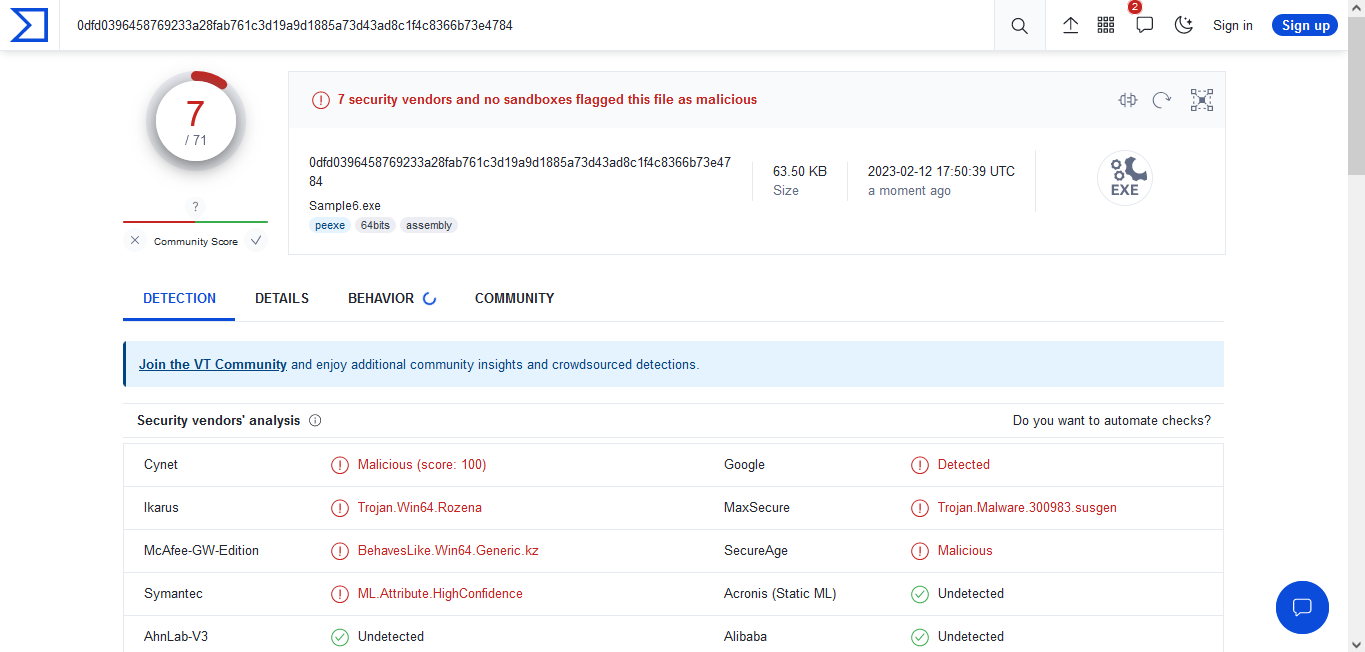 0dfd0396458769233a28fab761c3d19a9d1885a73d43ad8c1f4c8366b73e4784
2
Sign in
Sign up
7
/ 71
?
Community Score
7 security vendors and no sandboxes flagged this file as malicious
0dfd0396458769233a28fab761c3d19a9d1885a73d43ad8c1f4c8366b73e47
84
Sample6.exe
peexe 64bits assembly
63.50 KB
Size
2023-02-12 17:50:39 UTC
a moment ago
EXE
DETECTION DETAILS BEHAVIOR COMMUNITY
Join the VT Community and enjoy additional community insights and crowdsourced detections.
Security vendors' analysis Do you want to automate checks?
Cynet Malicious (score: 100) Google Detected
Ikarus Trojan.Win64.Rozena MaxSecure Trojan.Malware.300983.susgen
McAfee-GW-Edition BehavesLike.Win64.Generic.kz SecureAge Malicious
Symantec ML.Attribute.HighConfidence Acronis (Static ML) Undetected
AhnLab-V3 Undetected Alibaba Undetected